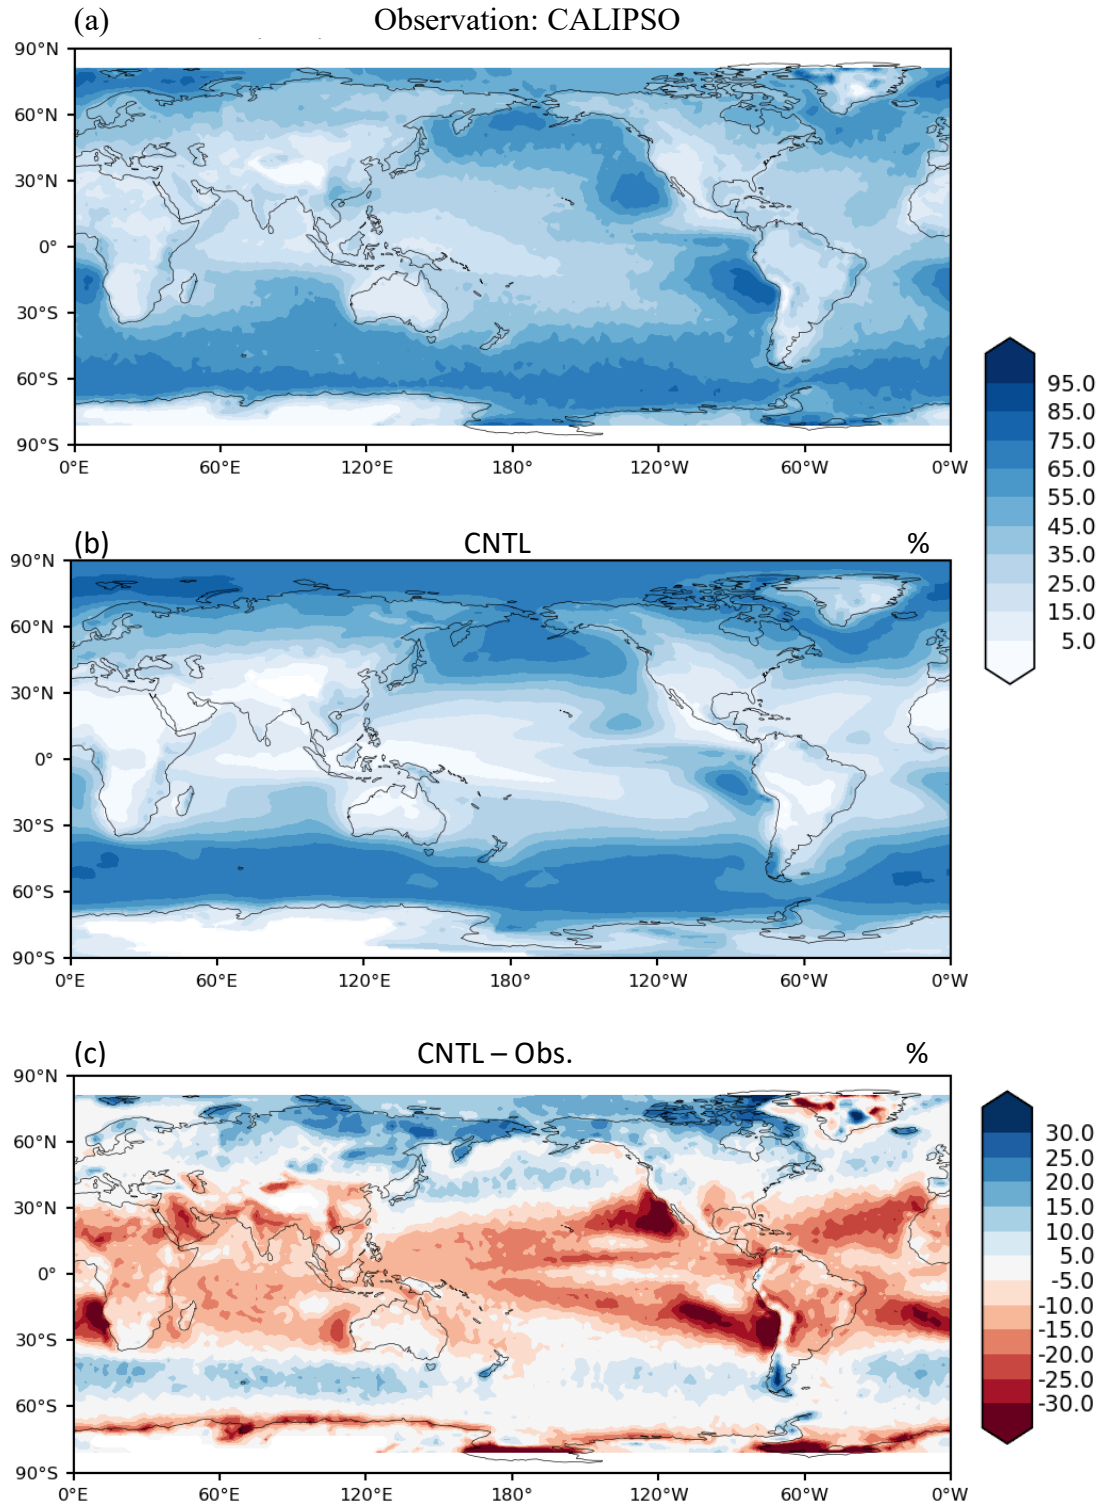 (a) Observation: CALIPSO
90°N
60°N
30°N
0°
30°S
60°S
90°S
0°E 60°E 120°E 180° 120°W 60°W 0°W
95.0
85.0
75.0
65.0
55.0
45.0
35.0
25.0
15.0
5.0
(b) CNTL %
90°N
60°N
30°N
0°
30°S
60°S
90°S
0°E 60°E 120°E 180° 120°W 60°W 0°W
(c) CNTL – Obs. %
90°N
60°N
30°N
0°
30°S
60°S
90°S
0°E 60°E 120°E 180° 120°W 60°W 0°W
30.0
25.0
20.0
15.0
10.0
5.0
-5.0
-10.0
-15.0
-20.0
-25.0
-30.0